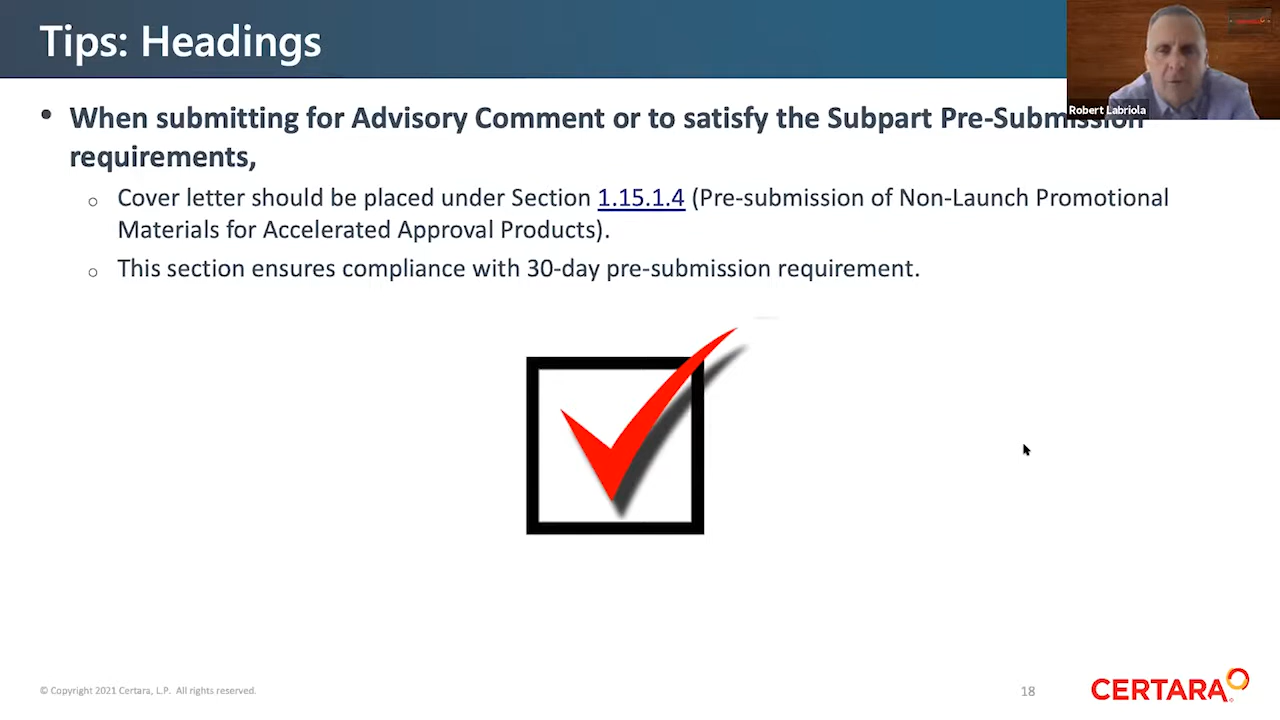 Tips: Headings
Robert Labriola
• When submitting for Advisory Comment or to satisfy the Subpart Pre-Submission
requirements,
o Cover letter should be placed under Section 1.15.1.4 (Pre-submission of Non-Launch Promotional
Materials for Accelerated Approval Products).
o This section ensures compliance with 30-day pre-submission requirement.
© Copyright 2021 Certara, L.P. All rights reserved.
18
CERTARA